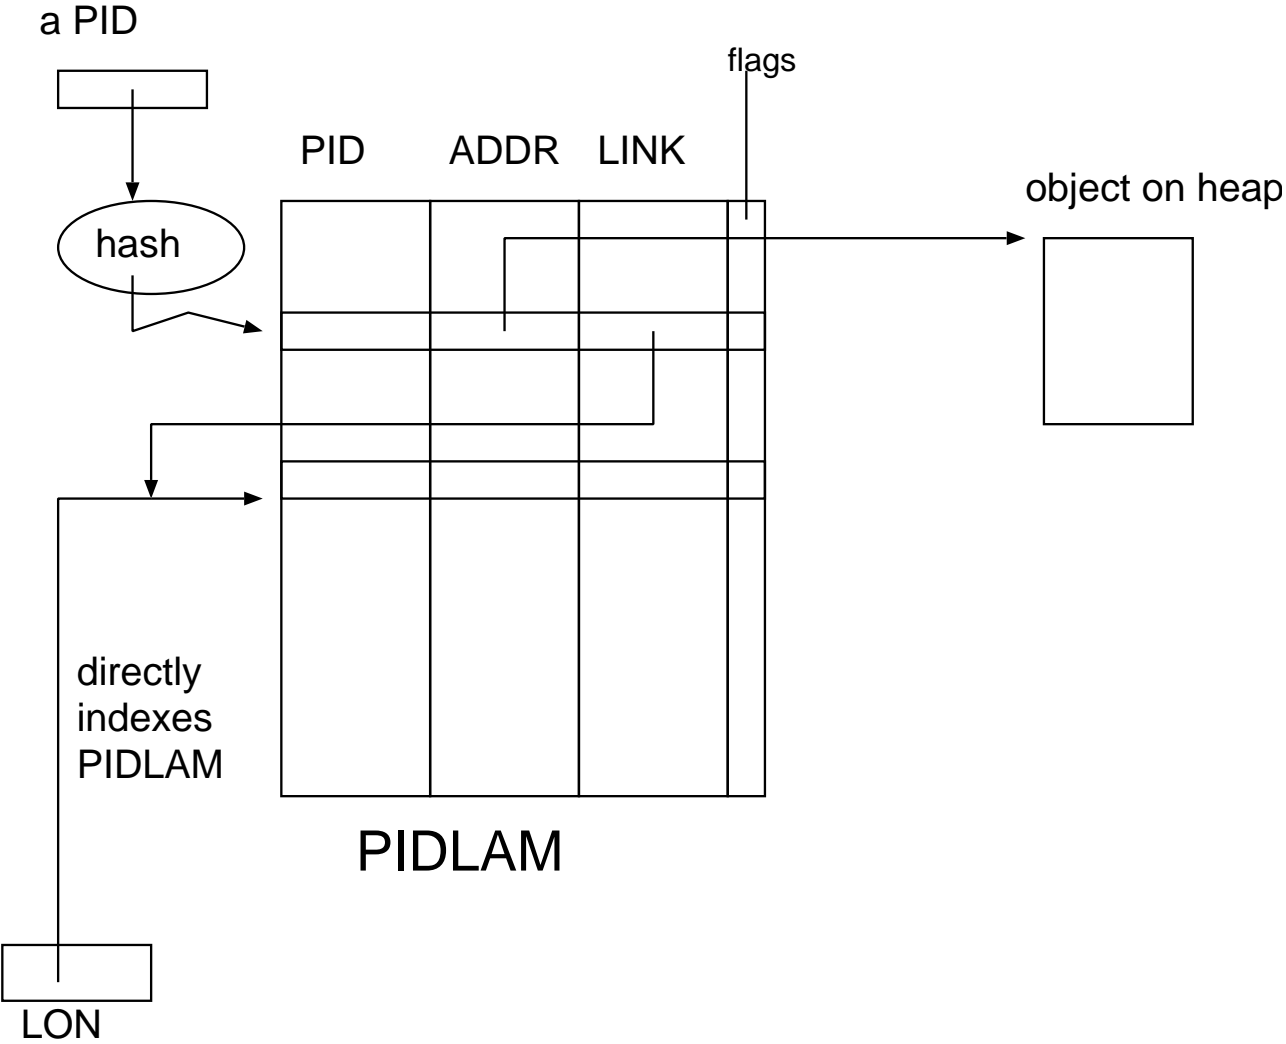 a PID
flags
PID ADDR LINK
object on heap
hash
directly
indexes
PIDLAM
PIDLAM
LON